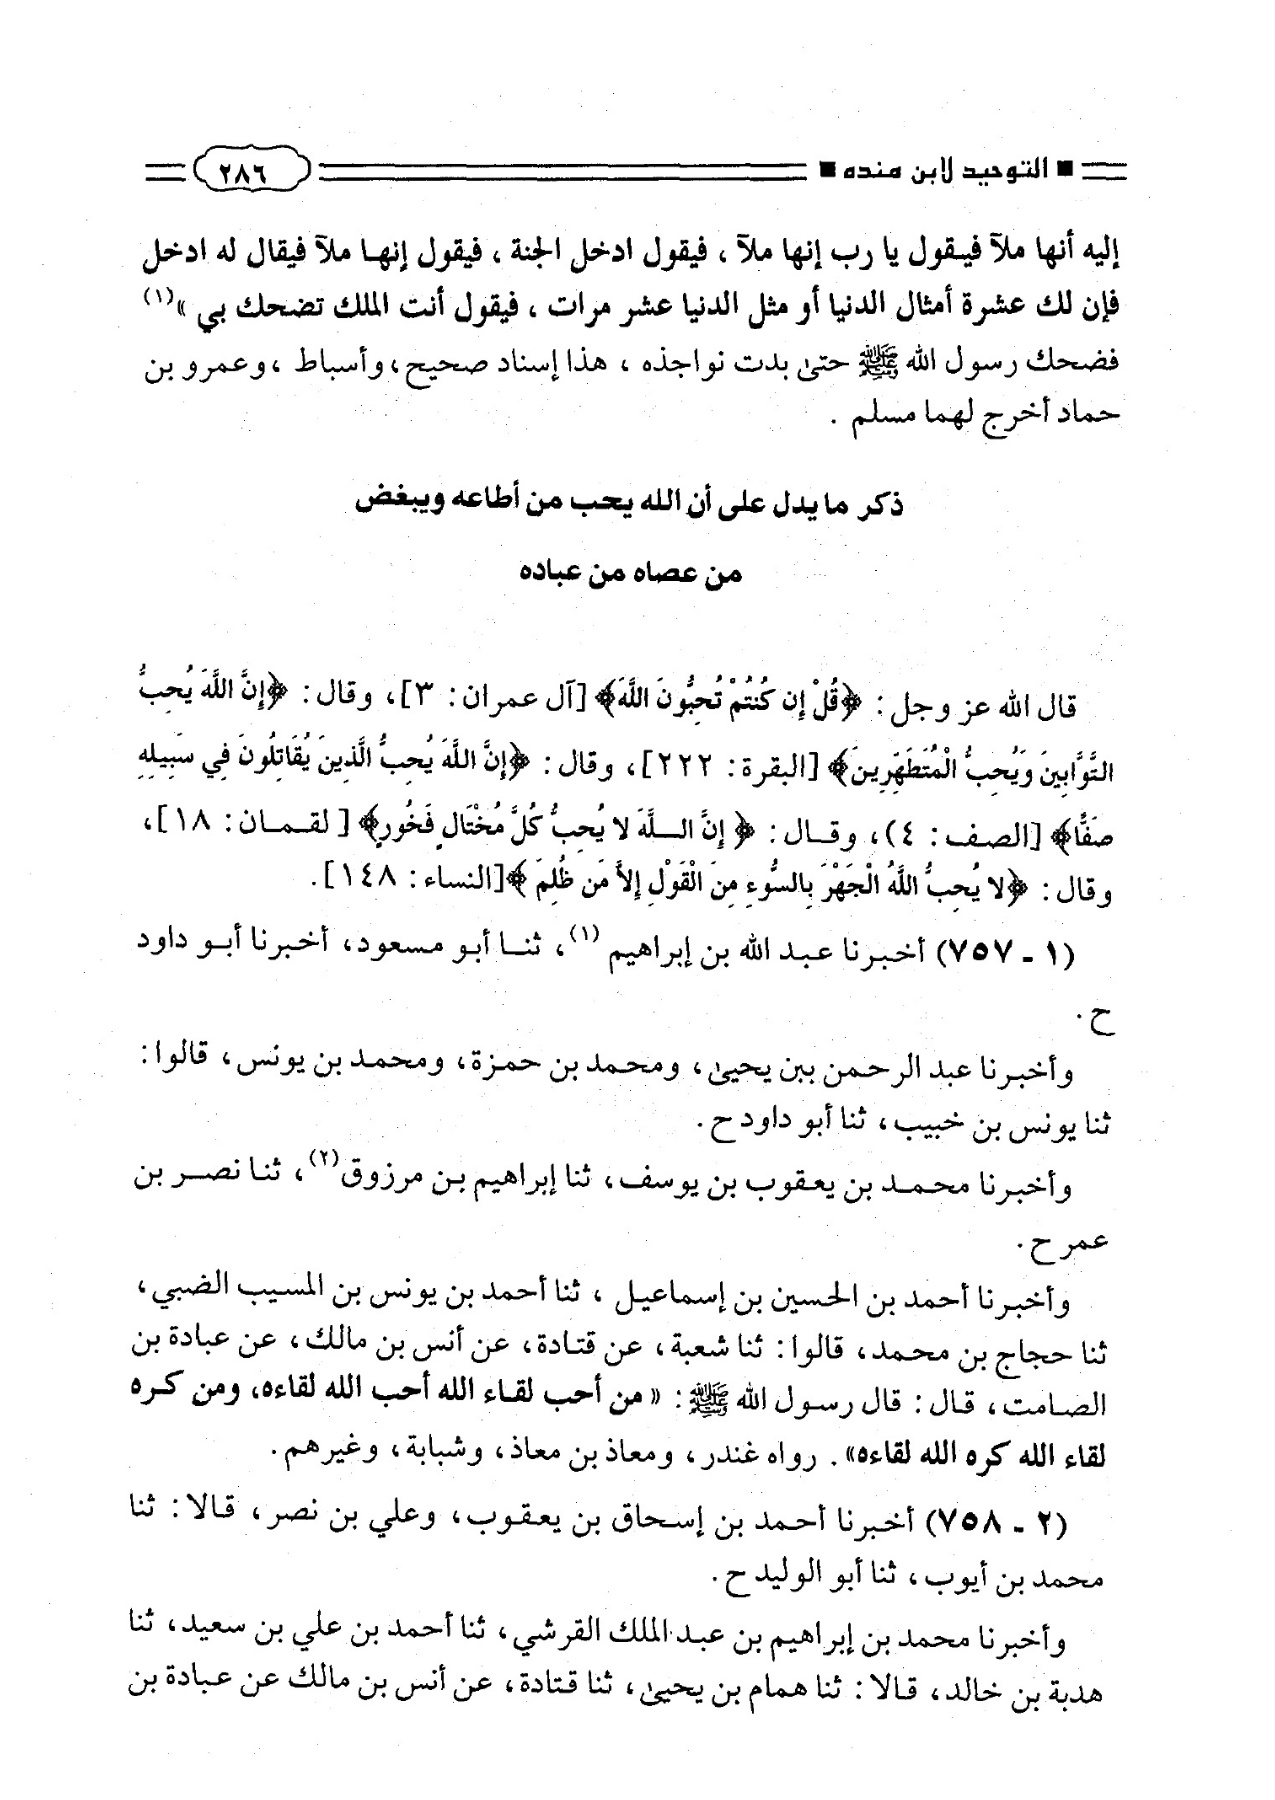 ■ التوحيد لابن منده ■ ٢٨٦
إليه أنها ملآ فيقول يا رب إنها ملآ ، فيقول ادخل الجنة ، فيقول إنها ملآ فيقال له ادخل
فإن لك عشرة أمثال الدنيا أو مثل الدنيا عشر مرات ، فيقول أنت الملك تضحك بي »(١)
فضحك رسول الله ﷺ حتى بدت نواجذه ، هذا إسناد صحيح، وأسباط ، وعمرو بن
حماد أخرج لهما مسلم .
ذكر ما يدل على أن الله يحب من أطاعه ويبغض
من عصاه من عباده
قال الله عز وجل : ﴿قُلْ إِن كُنتُمْ تُحِبُّونَ اللَّهَ﴾ [آل عمران: ٣]، وقال: ﴿إِنَّ اللَّهَ يُحِبُّ
التَّوَّابِينَ وَيُحِبُّ الْمُتَطَهِّرِينَ﴾ [البقرة: ٢٢٢]، وقال: ﴿إِنَّ اللَّهَ يُحِبُّ الَّذِينَ يُقَاتِلُونَ فِي سَبِيلِهِ
صَفًّا﴾ [الصف: ٤)، وقال: ﴿إِنَّ اللَّهَ لا يُحِبُّ كُلَّ مُخْتَالٍ فَخُورٍ﴾ [لقمان: ١٨]،
وقال: ﴿لا يُحِبُّ اللَّهُ الْجَهْرَ بِالسُّوءِ مِنَ الْقَوْلِ إِلاَّ مَن ظُلِمَ﴾[النساء: ١٤٨].
(١ - ٧٥٧) أخبرنا عبد الله بن إبراهيم (١)، ثنا أبو مسعود، أخبرنا أبو داود
ح.
وأخبرنا عبد الرحمن ببن يحيى، ومحمد بن حمزة، ومحمد بن يونس، قالوا:
ثنا يونس بن خبيب، ثنا أبو داود ح.
وأخبرنا محمد بن يعقوب بن يوسف، ثنا إبراهيم بن مرزوق(٢)، ثنا نصر بن
عمر ح.
وأخبرنا أحمد بن الحسين بن إسماعيل ، ثنا أحمد بن يونس بن المسيب الضبي،
ثنا حجاج بن محمد، قالوا: ثنا شعبة، عن قتادة، عن أنس بن مالك، عن عبادة بن
الصامت، قال: قال رسول الله ﷺ: « من أحب لقاء الله أحب الله لقاءه، ومن كره
لقاء الله كره الله لقاءه». رواه غندر، ومعاذ بن معاذ، وشبابة، وغيرهم.
(٢ - ٧٥٨) أخبرنا أحمد بن إسحاق بن يعقوب، وعلي بن نصر، قالا: ثنا
محمد بن أيوب، ثنا أبو الوليد ح.
وأخبرنا محمد بن إبراهيم بن عبد الملك القرشي، ثنا أحمد بن علي بن سعيد، ثنا
هدبة بن خالد، قالا: ثنا همام بن يحيى، ثنا قتادة، عن أنس بن مالك عن عبادة بن